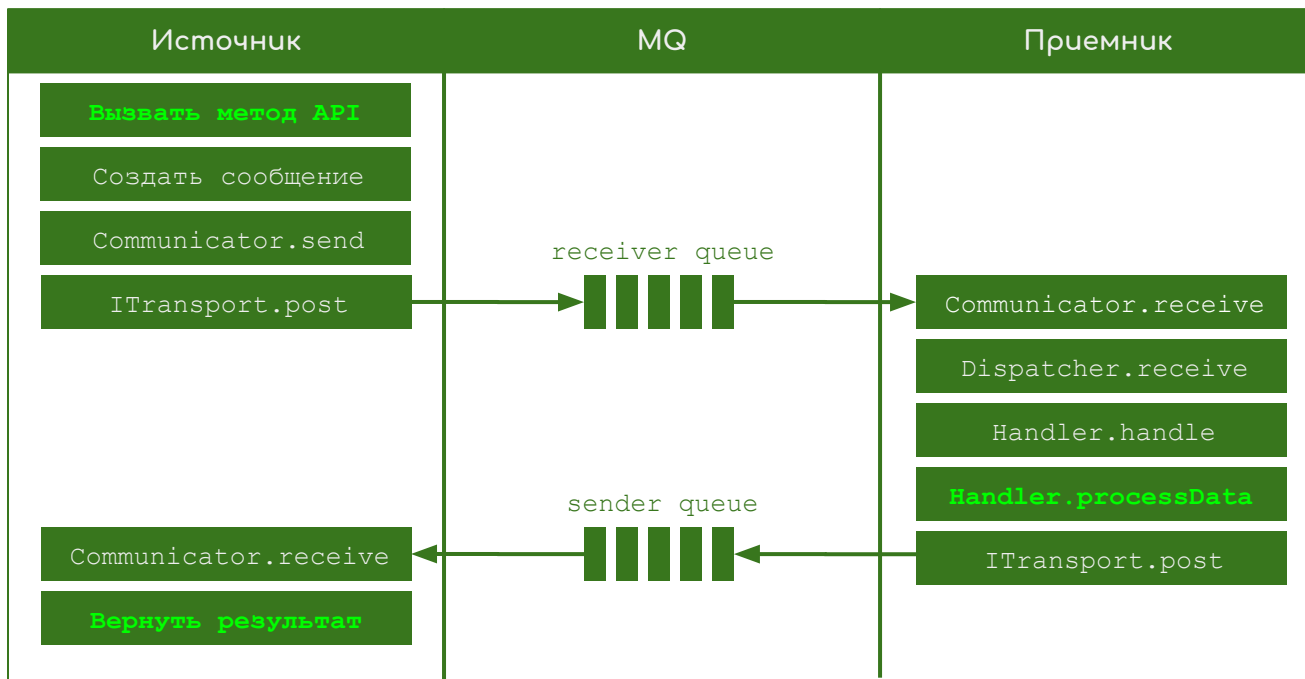 Источник
MQ
Приемник
Вызвать метод API
Создать сообщение
Communicator.send
ITransport.post
receiver queue
Communicator.receive
Dispatcher.receive
Handler.handle
Handler.processData
ITransport.post
sender queue
Communicator.receive
Вернуть результат